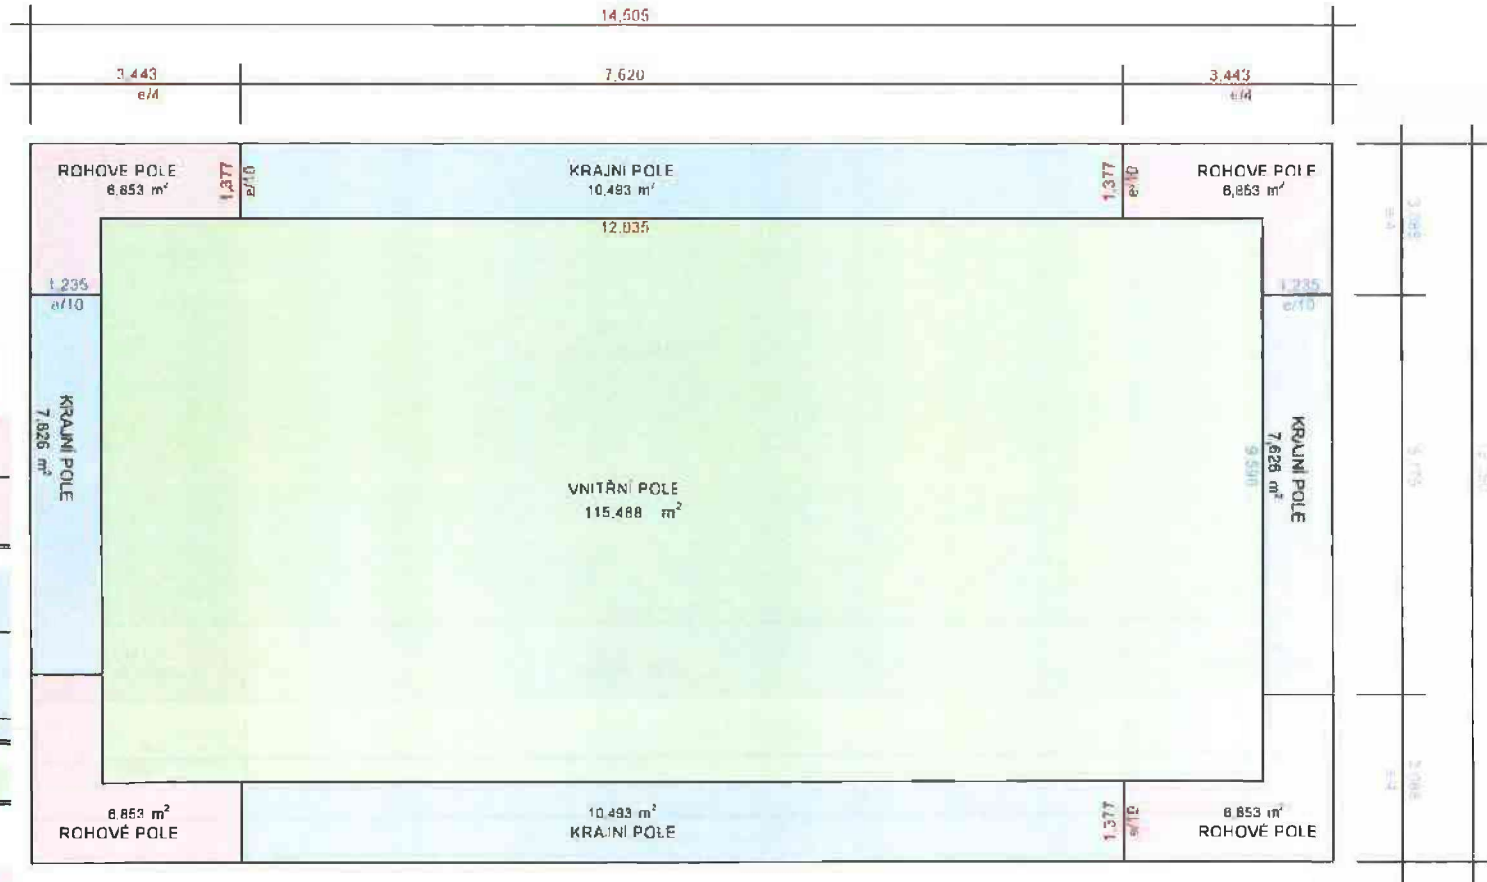 14,505
3,443
7,620
3,443
e/4
e/4
ROHOVÉ POLE
6,853 m²
1,377
e/10
KRAJNÍ POLE
10,493 m²
1,377
e/10
ROHOVÉ POLE
6,853 m²
12,035
1,235
e/10
1,235
e/10
KRAJNÍ POLE
7,626 m²
VNITŘNÍ POLE
115,488 m²
9,596
KRAJNÍ POLE
7,626 m²
6,853 m²
ROHOVÉ POLE
10,493 m²
KRAJNÍ POLE
1,377
e/10
6,853 m²
ROHOVÉ POLE